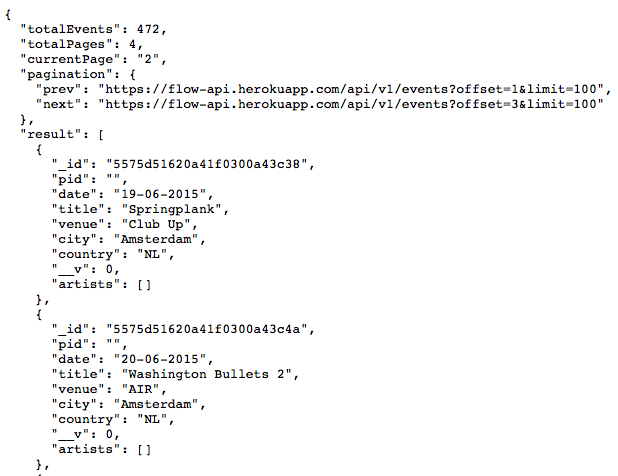 {
"totalEvents": 472,
"totalPages": 4,
"currentPage": "2",
"pagination": {
"prev": "https://flow-api.herokuapp.com/api/v1/events?offset=1&limit=100",
"next": "https://flow-api.herokuapp.com/api/v1/events?offset=3&limit=100"
},
"result": [
{
"_id": "5575d51620a41f0300a43c38",
"pid": "",
"date": "19-06-2015",
"title": "Springplank",
"venue": "Club Up",
"city": "Amsterdam",
"country": "NL",
"__v": 0,
"artists": []
},
{
"_id": "5575d51620a41f0300a43c4a",
"pid": "",
"date": "20-06-2015",
"title": "Washington Bullets 2",
"venue": "AIR",
"city": "Amsterdam",
"country": "NL",
"__v": 0,
"artists": []
},